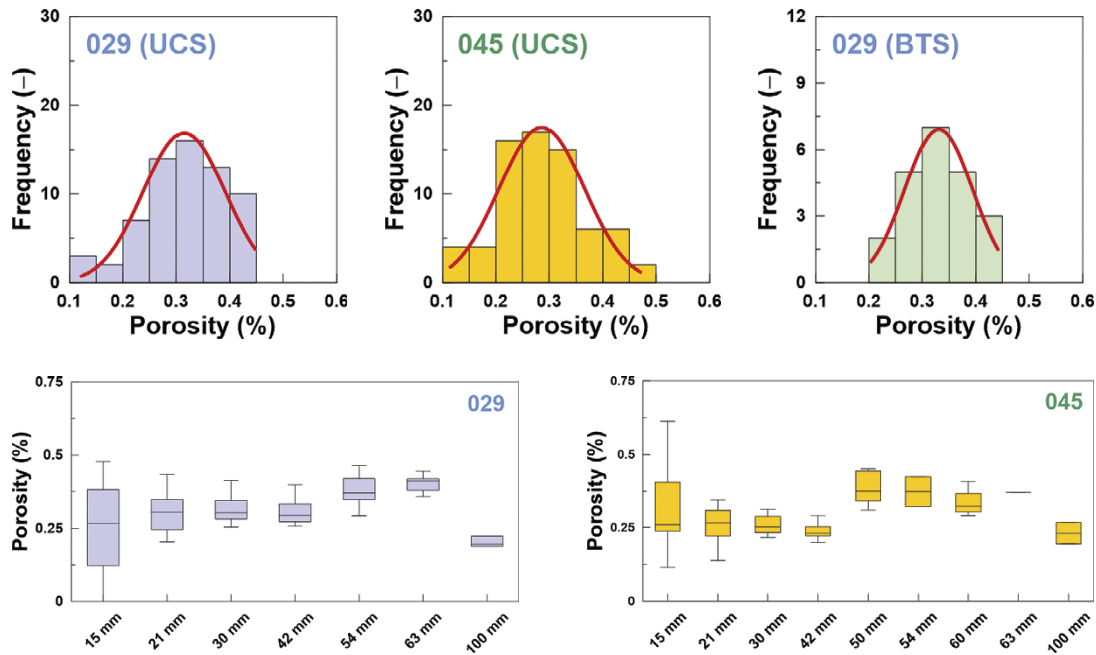 029 (UCS)
Frequency (–)
30
20
10
0
0.1 0.2 0.3 0.4 0.5 0.6
Porosity (%)
045 (UCS)
Frequency (–)
30
20
10
0
0.1 0.2 0.3 0.4 0.5 0.6
Porosity (%)
029 (BTS)
Frequency (–)
12
9
6
3
0
0.1 0.2 0.3 0.4 0.5 0.6
Porosity (%)
029
Porosity (%)
0.75
0.5
0.25
0
15 mm 21 mm 30 mm 42 mm 54 mm 63 mm 100 mm
045
Porosity (%)
0.75
0.5
0.25
0
15 mm 21 mm 30 mm 42 mm 50 mm 54 mm 60 mm 63 mm 100 mm